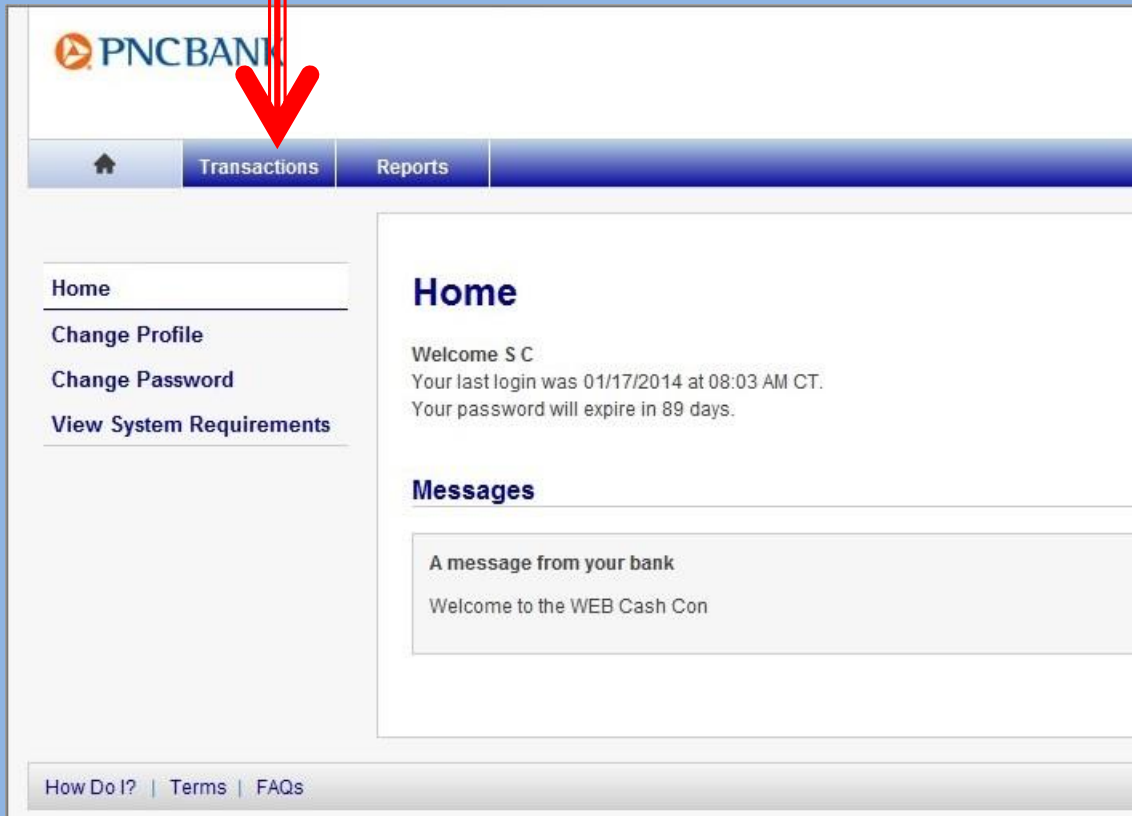 PNCBANK
Transactions Reports
Home
Change Profile
Change Password
View System Requirements
Home
Welcome S C
Your last login was 01/17/2014 at 08:03 AM CT.
Your password will expire in 89 days.
Messages
A message from your bank
Welcome to the WEB Cash Con
How Do I? | Terms | FAQs